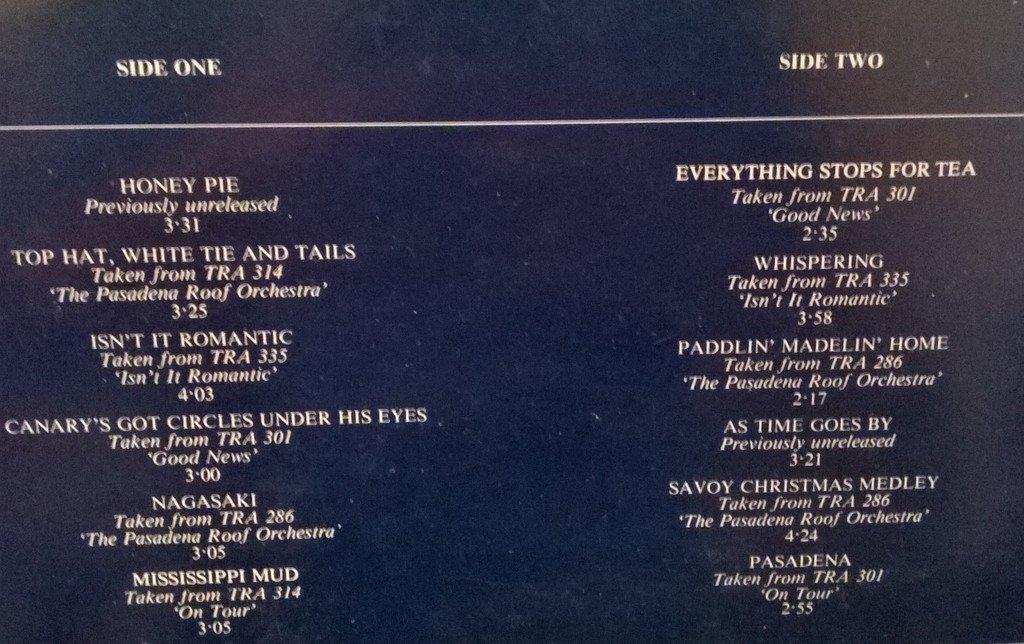 SIDE ONE
HONEY PIE
Previously unreleased
3·31
TOP HAT, WHITE TIE AND TAILS
Taken from TRA 314
'The Pasadena Roof Orchestra'
3·25
ISN'T IT ROMANTIC
Taken from TRA 335
'Isn't It Romantic'
4·03
CANARY'S GOT CIRCLES UNDER HIS EYES
Taken from TRA 301
'Good News'
3·00
NAGASAKI
Taken from TRA 286
'The Pasadena Roof Orchestra'
3·05
MISSISSIPPI MUD
Taken from TRA 314
'On Tour'
3·05
SIDE TWO
EVERYTHING STOPS FOR TEA
Taken from TRA 301
'Good News'
2·35
WHISPERING
Taken from TRA 335
'Isn't It Romantic'
3·58
PADDLIN' MADELIN' HOME
Taken from TRA 286
'The Pasadena Roof Orchestra'
2·17
AS TIME GOES BY
Previously unreleased
3·21
SAVOY CHRISTMAS MEDLEY
Taken from TRA 286
'The Pasadena Roof Orchestra'
4·24
PASADENA
Taken from TRA 301
'On Tour'
2·55